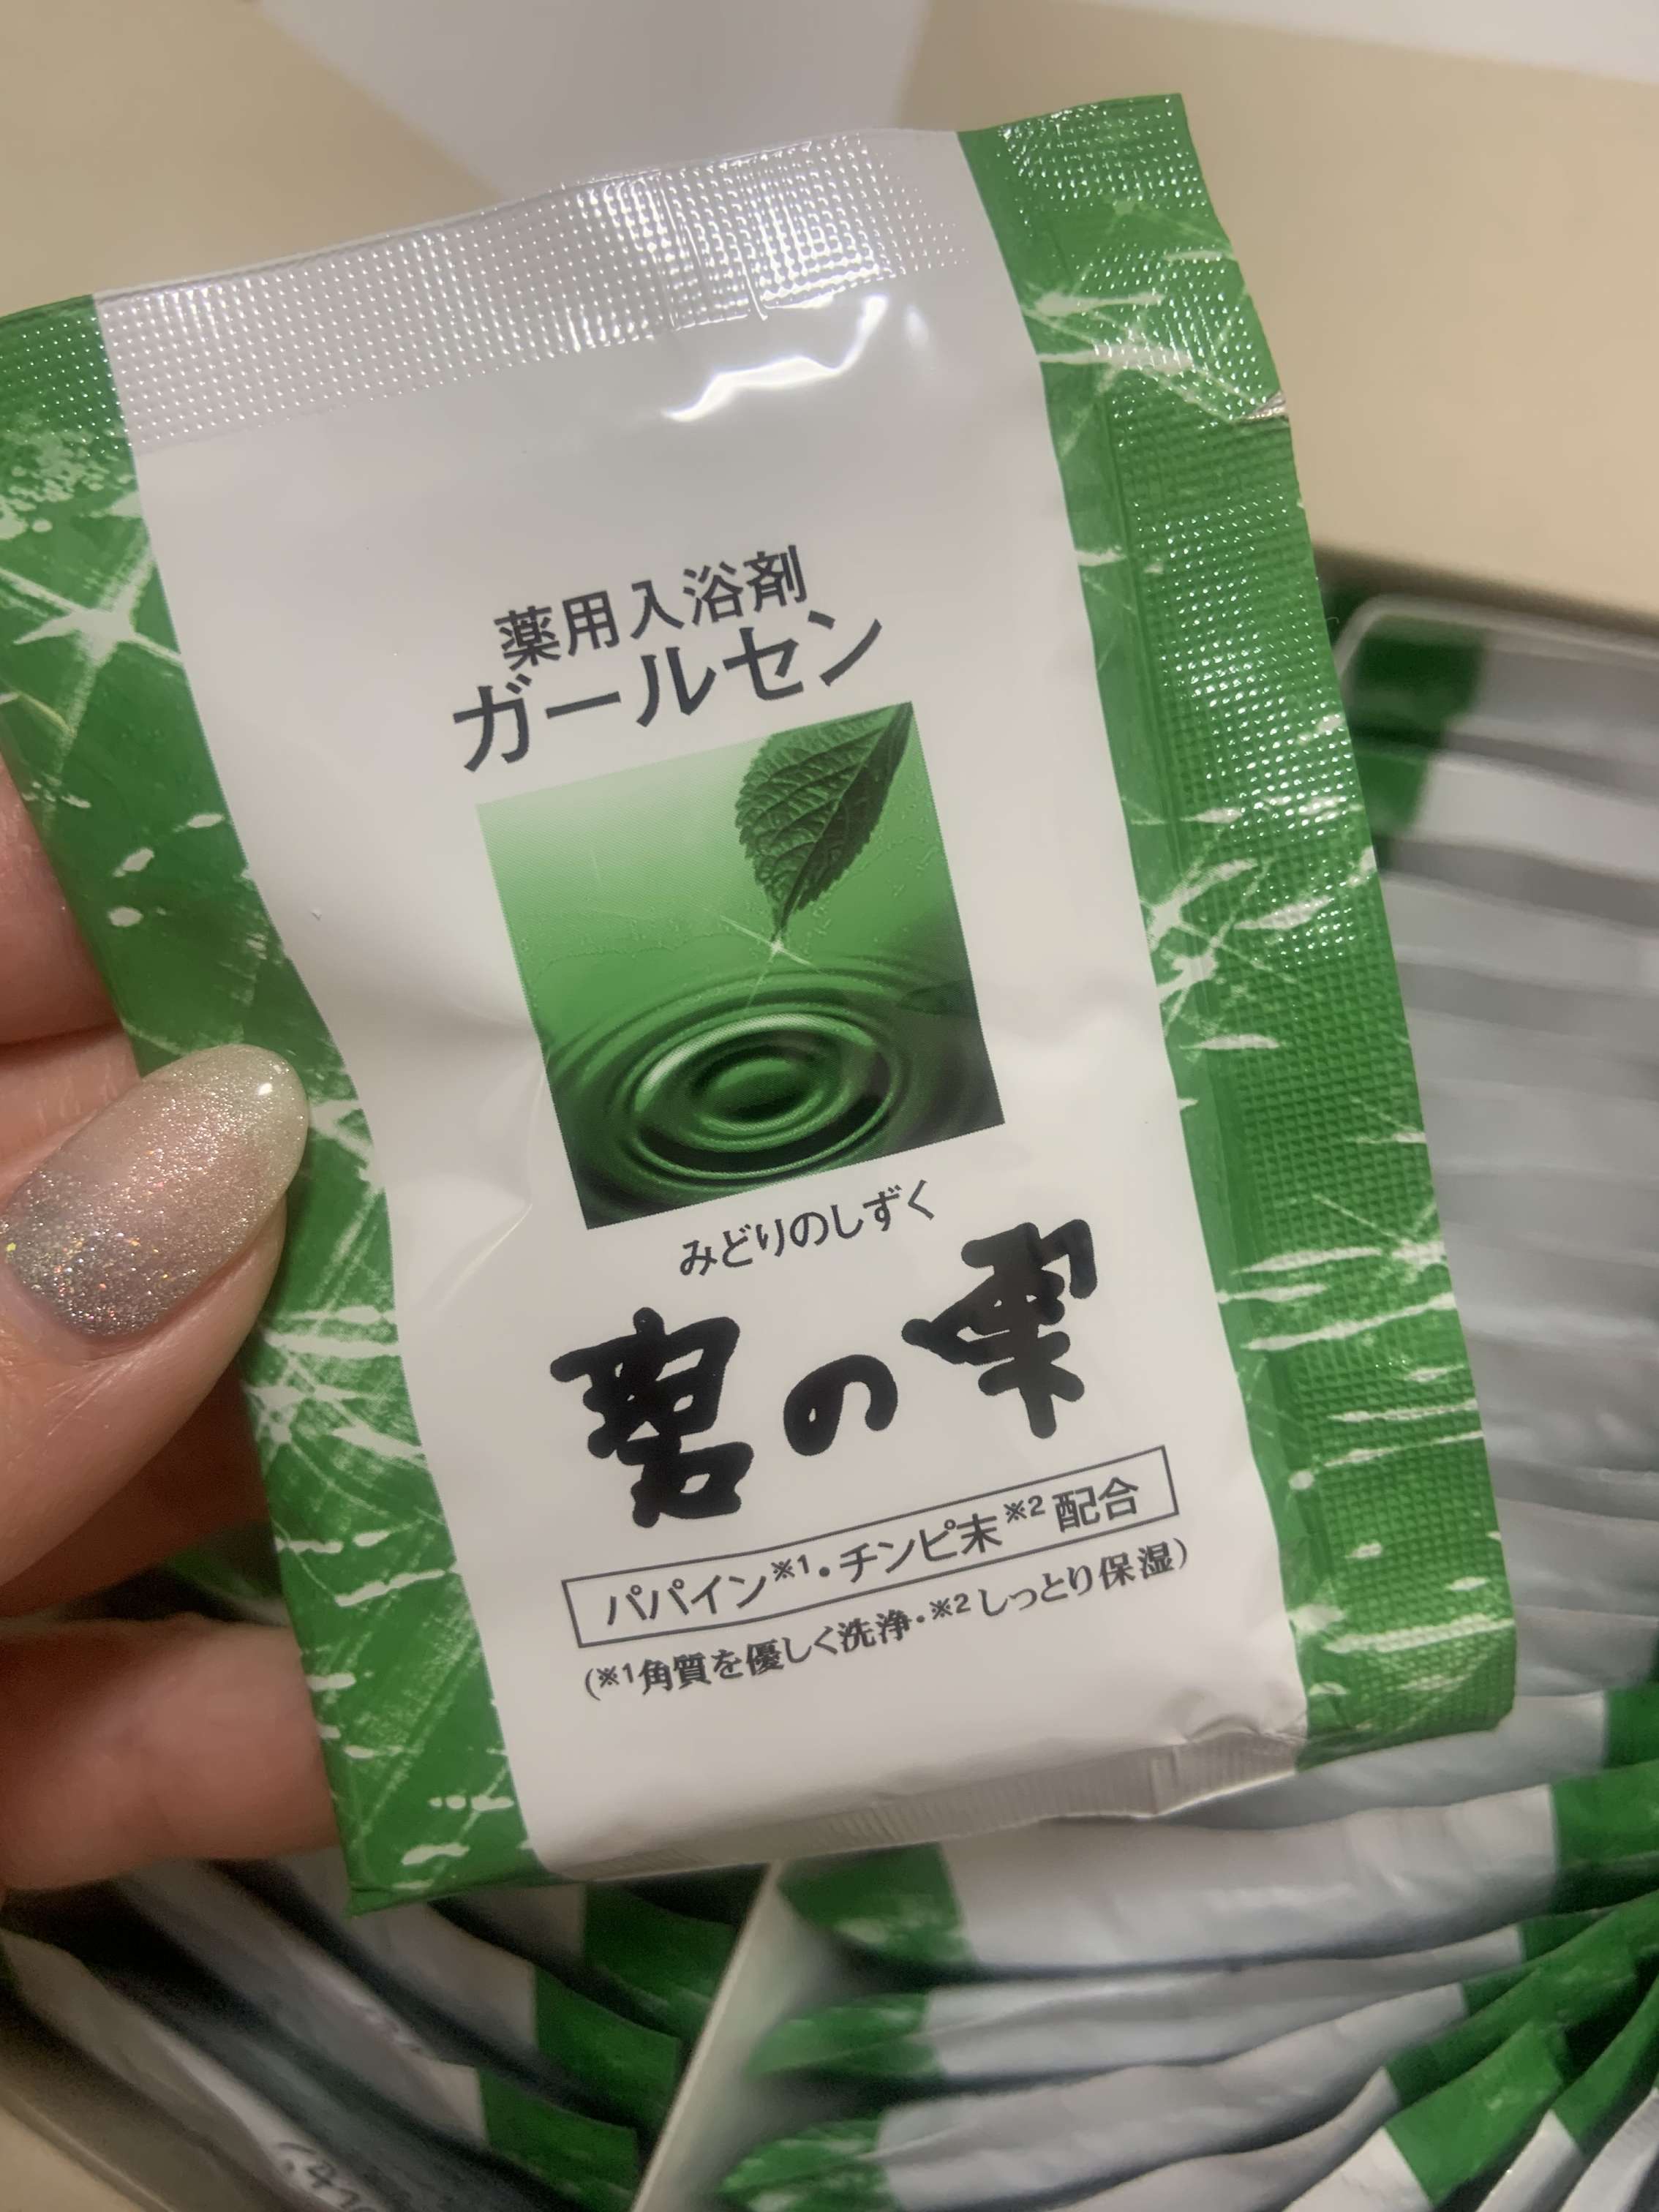 薬用入浴剤
ガールセン
みどりのしずく
碧の雫
パパイン※1・チンピ末※2配合
(※1角質を優しく洗浄・※2しっとり保湿)